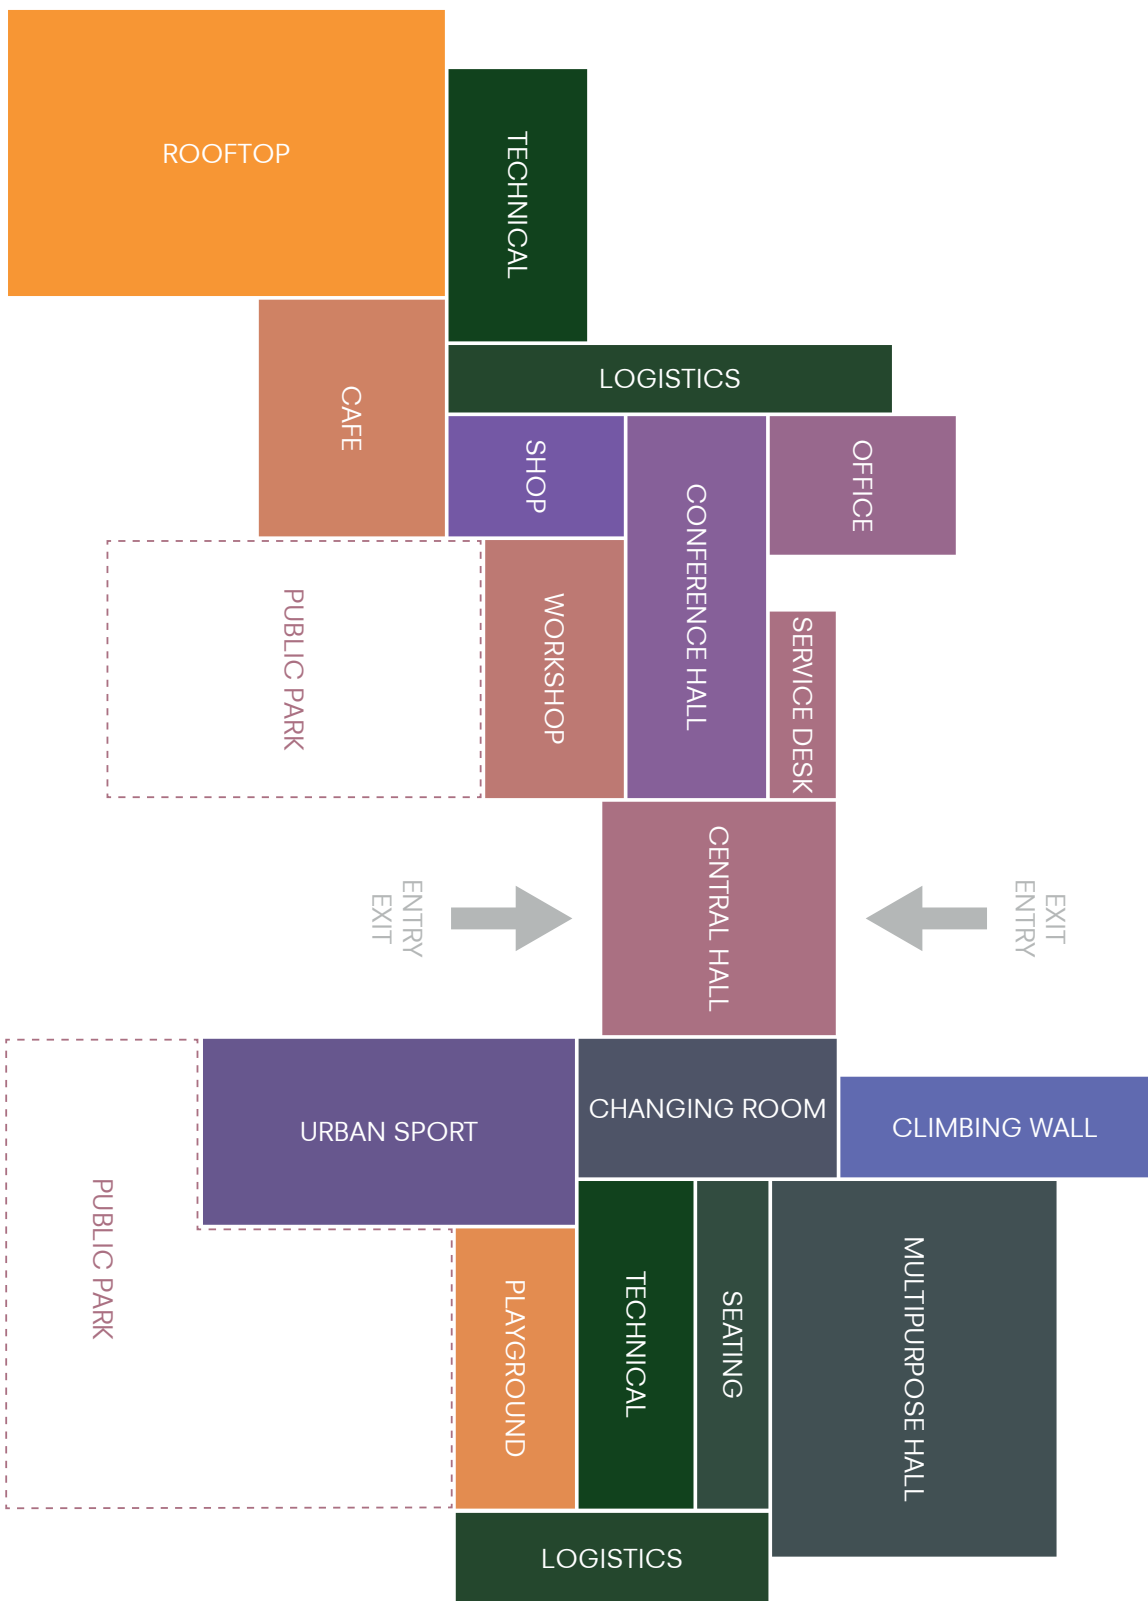 ROOFTOP
TECHNICAL
LOGISTICS
CAFE
SHOP
CONFERENCE HALL
OFFICE
PUBLIC PARK
WORKSHOP
SERVICE DESK
CENTRAL HALL
ENTRY
EXIT
EXIT
ENTRY
URBAN SPORT
CHANGING ROOM
CLIMBING WALL
PUBLIC PARK
PLAYGROUND
TECHNICAL
SEATING
MULTIPURPOSE HALL
LOGISTICS